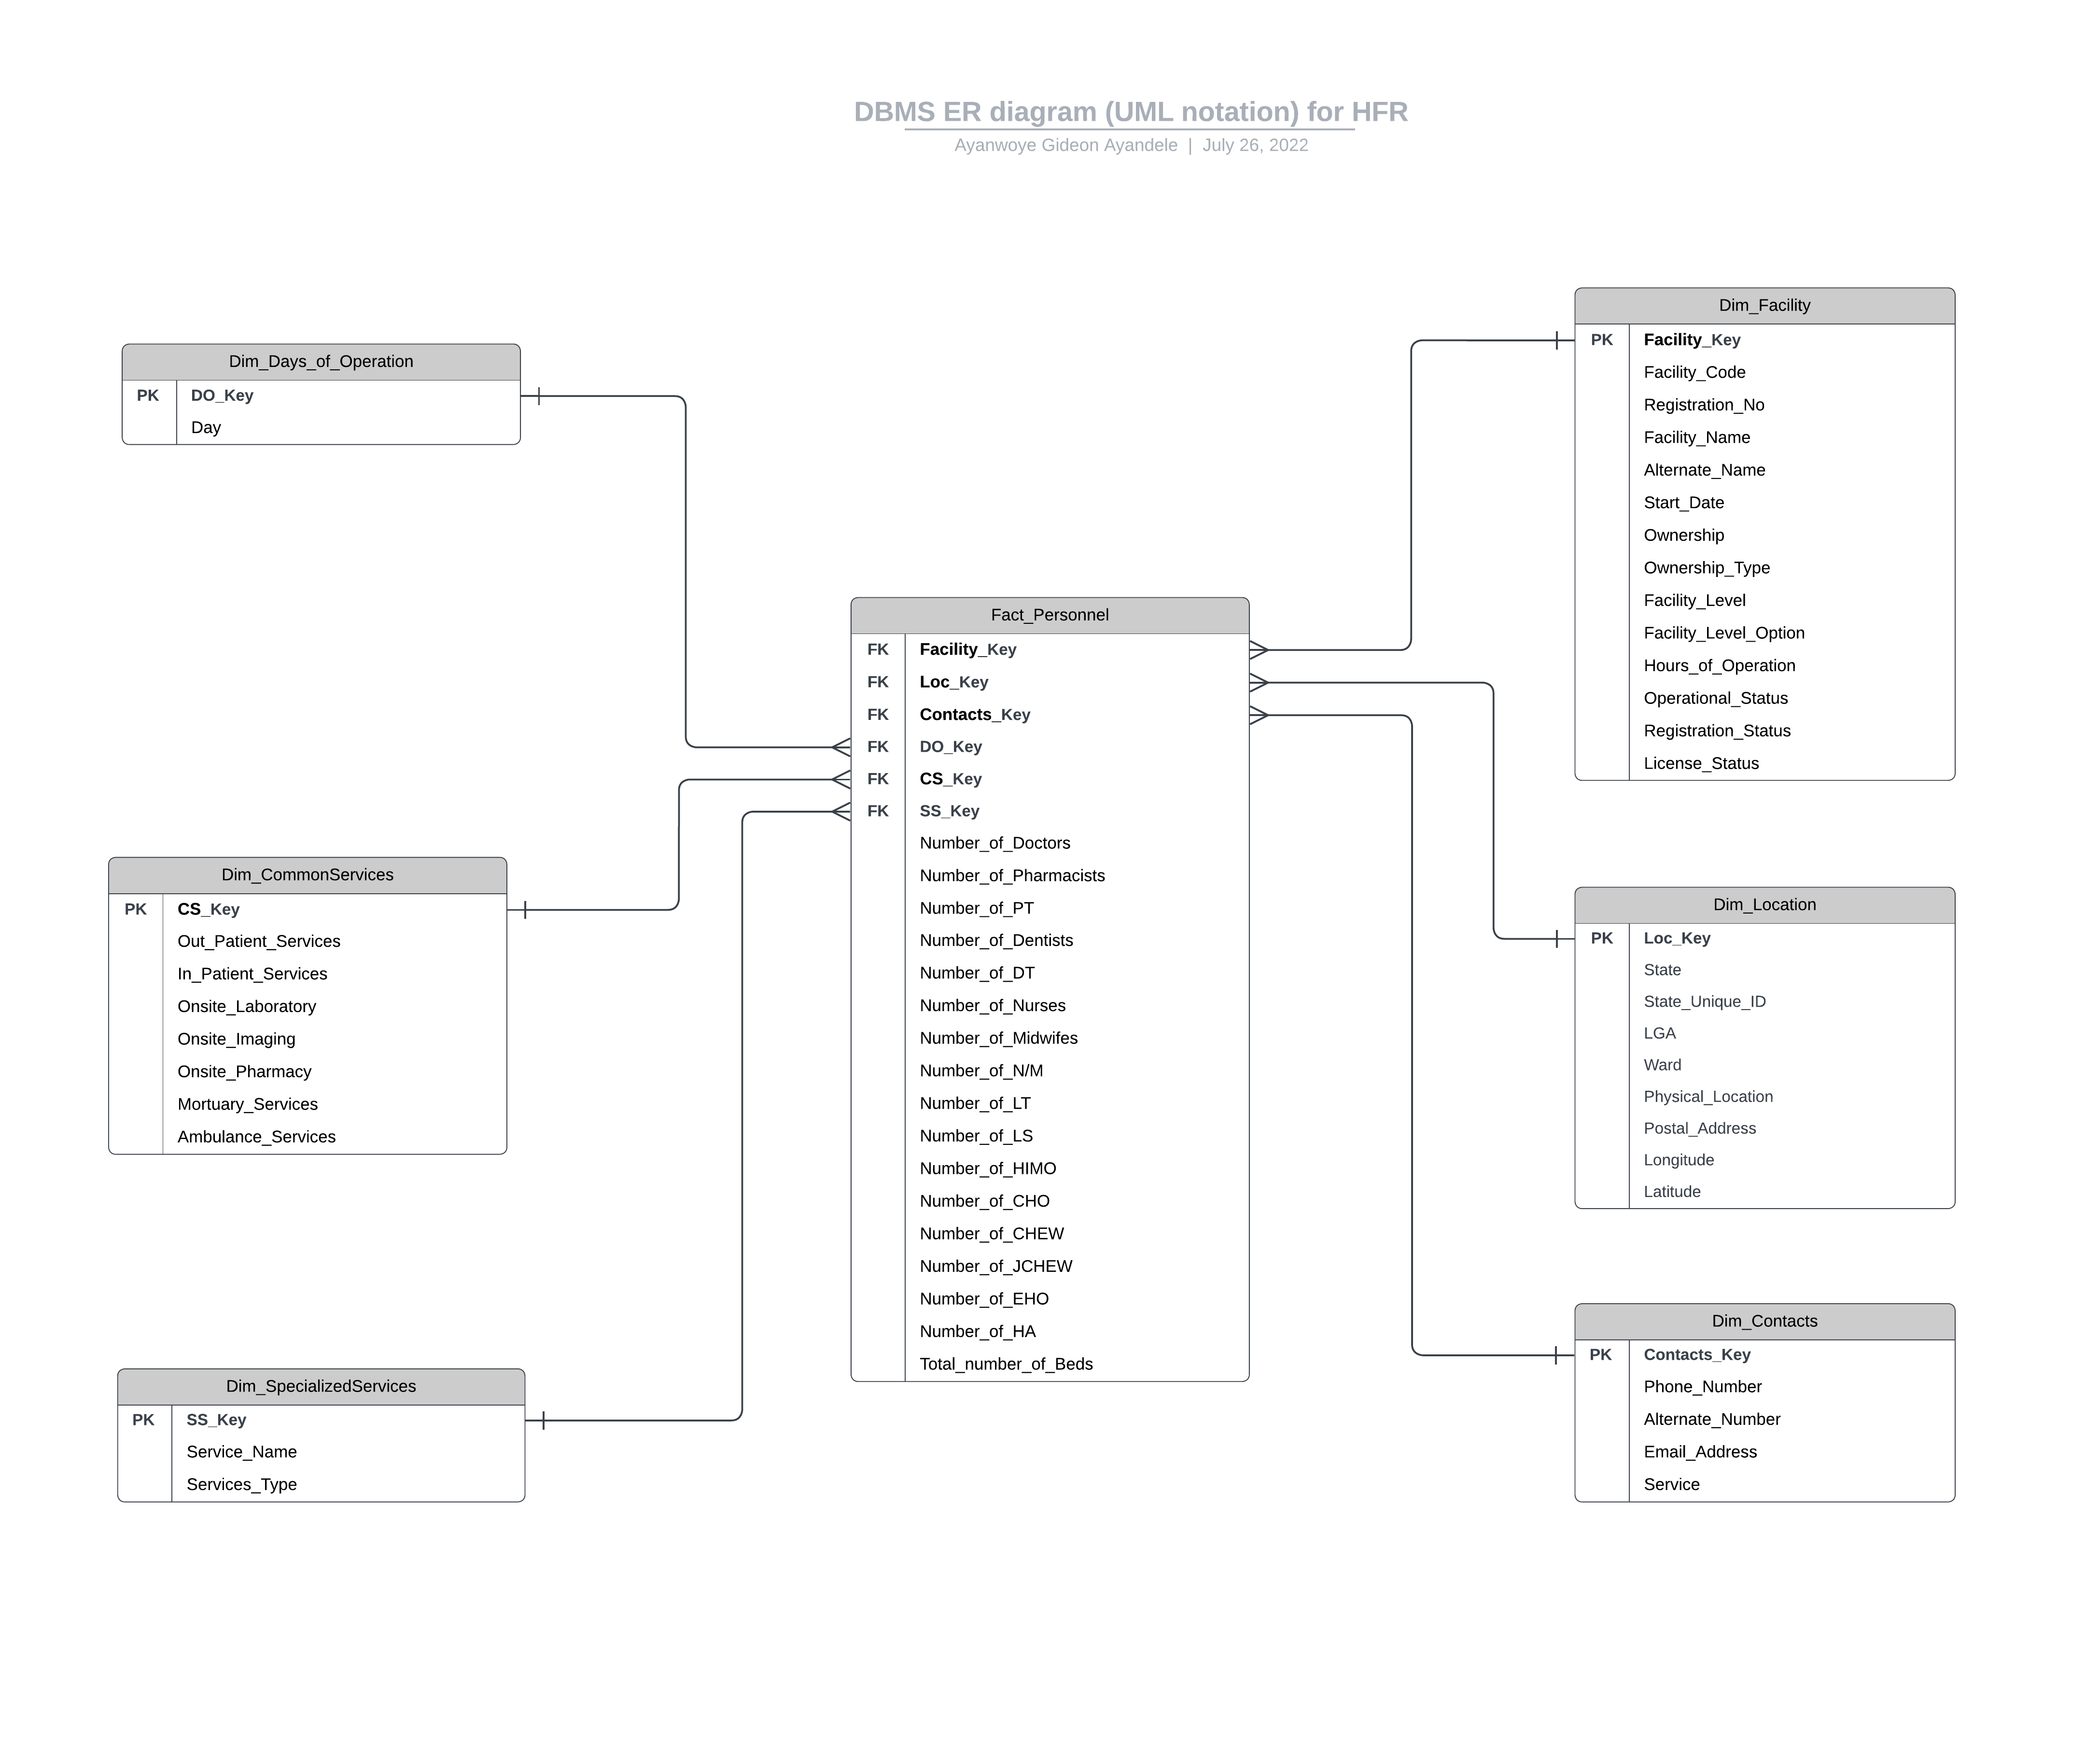 DBMS ER diagram (UML notation) for HFR
Ayanwoye Gideon Ayandele | July 26, 2022
Dim_Days_of_Operation
PK DO_Key
Day
Dim_CommonServices
PK CS_Key
Out_Patient_Services
In_Patient_Services
Onsite_Laboratory
Onsite_Imaging
Onsite_Pharmacy
Mortuary_Services
Ambulance_Services
Dim_SpecializedServices
PK SS_Key
Service_Name
Services_Type
Fact_Personnel
FK Facility_Key
FK Loc_Key
FK Contacts_Key
FK DO_Key
FK CS_Key
FK SS_Key
Number_of_Doctors
Number_of_Pharmacists
Number_of_PT
Number_of_Dentists
Number_of_DT
Number_of_Nurses
Number_of_Midwifes
Number_of_N/M
Number_of_LT
Number_of_LS
Number_of_HIMO
Number_of_CHO
Number_of_CHEW
Number_of_JCHEW
Number_of_EHO
Number_of_HA
Total_number_of_Beds
Dim_Facility
PK Facility_Key
Facility_Code
Registration_No
Facility_Name
Alternate_Name
Start_Date
Ownership
Ownership_Type
Facility_Level
Facility_Level_Option
Hours_of_Operation
Operational_Status
Registration_Status
License_Status
Dim_Location
PK Loc_Key
State
State_Unique_ID
LGA
Ward
Physical_Location
Postal_Address
Longitude
Latitude
Dim_Contacts
PK Contacts_Key
Phone_Number
Alternate_Number
Email_Address
Service